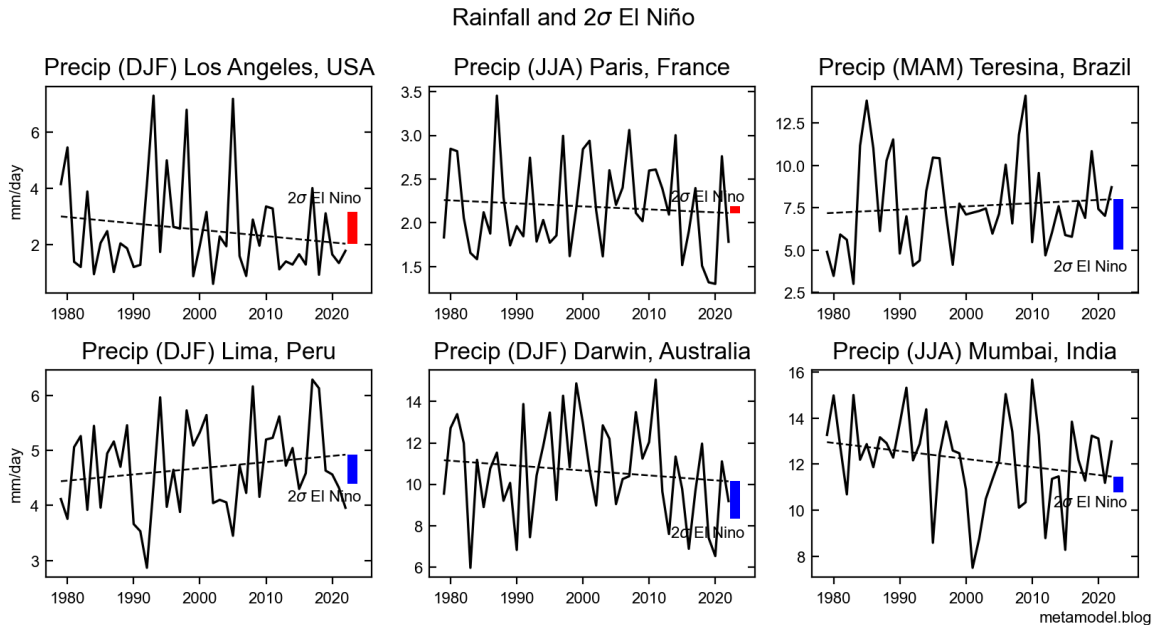 Rainfall and 2σ El Niño
Precip (DJF) Los Angeles, USA
mm/day
6
4
2
2σ El Nino
1980 1990 2000 2010 2020
Precip (JJA) Paris, France
3.5
3.0
2.5
2.0
1.5
2σ El Nino
1980 1990 2000 2010 2020
Precip (MAM) Teresina, Brazil
12.5
10.0
7.5
5.0
2.5
2σ El Nino
1980 1990 2000 2010 2020
Precip (DJF) Lima, Peru
mm/day
6
5
4
3
2σ El Nino
1980 1990 2000 2010 2020
Precip (DJF) Darwin, Australia
14
12
10
8
6
2σ El Nino
1980 1990 2000 2010 2020
Precip (JJA) Mumbai, India
16
14
12
10
8
2σ El Nino
1980 1990 2000 2010 2020
metamodel.blog